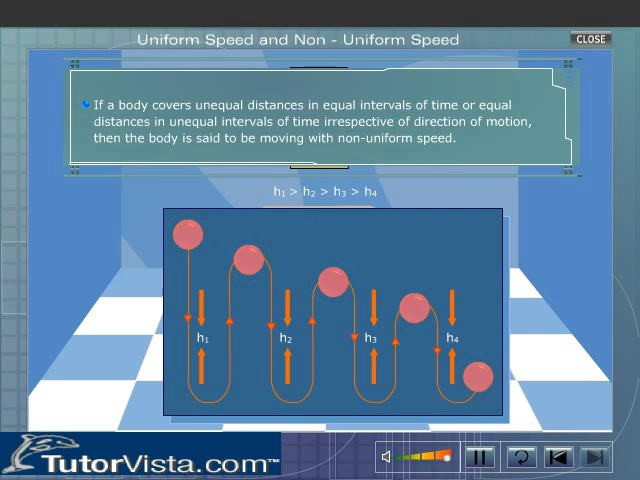 Uniform Speed and Non - Uniform Speed
CLOSE
If a body covers unequal distances in equal intervals of time or equal
distances in unequal intervals of time irrespective of direction of motion,
then the body is said to be moving with non-uniform speed.
h₁ > h₂ > h₃ > h₄
h₁ h₂ h₃ h₄
TutorVista.com™